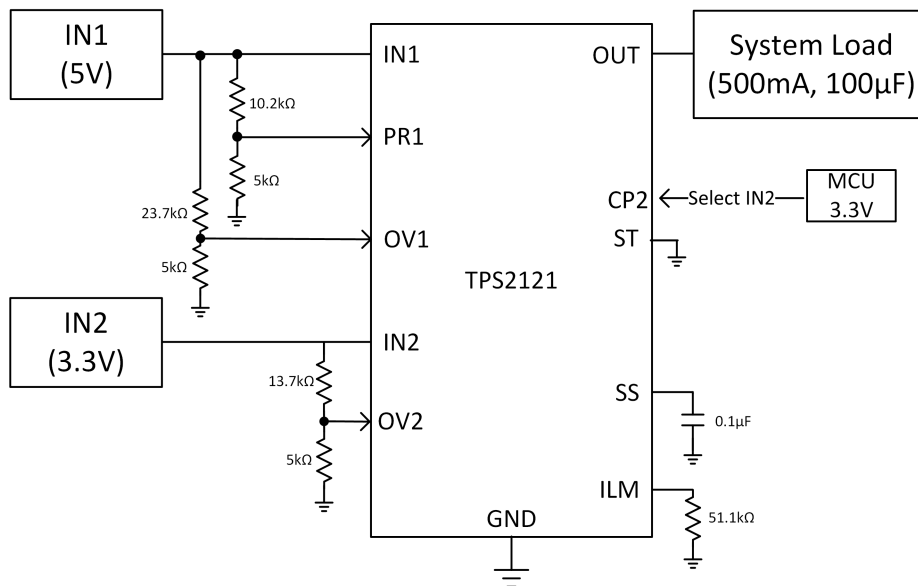 IN1
(5V)
IN1
OUT
System Load
(500mA, 100µF)
10.2kΩ
PR1
5kΩ
23.7kΩ
OV1
5kΩ
CP2
Select IN2
MCU
3.3V
ST
TPS2121
IN2
(3.3V)
IN2
13.7kΩ
OV2
5kΩ
SS
0.1µF
ILM
51.1kΩ
GND